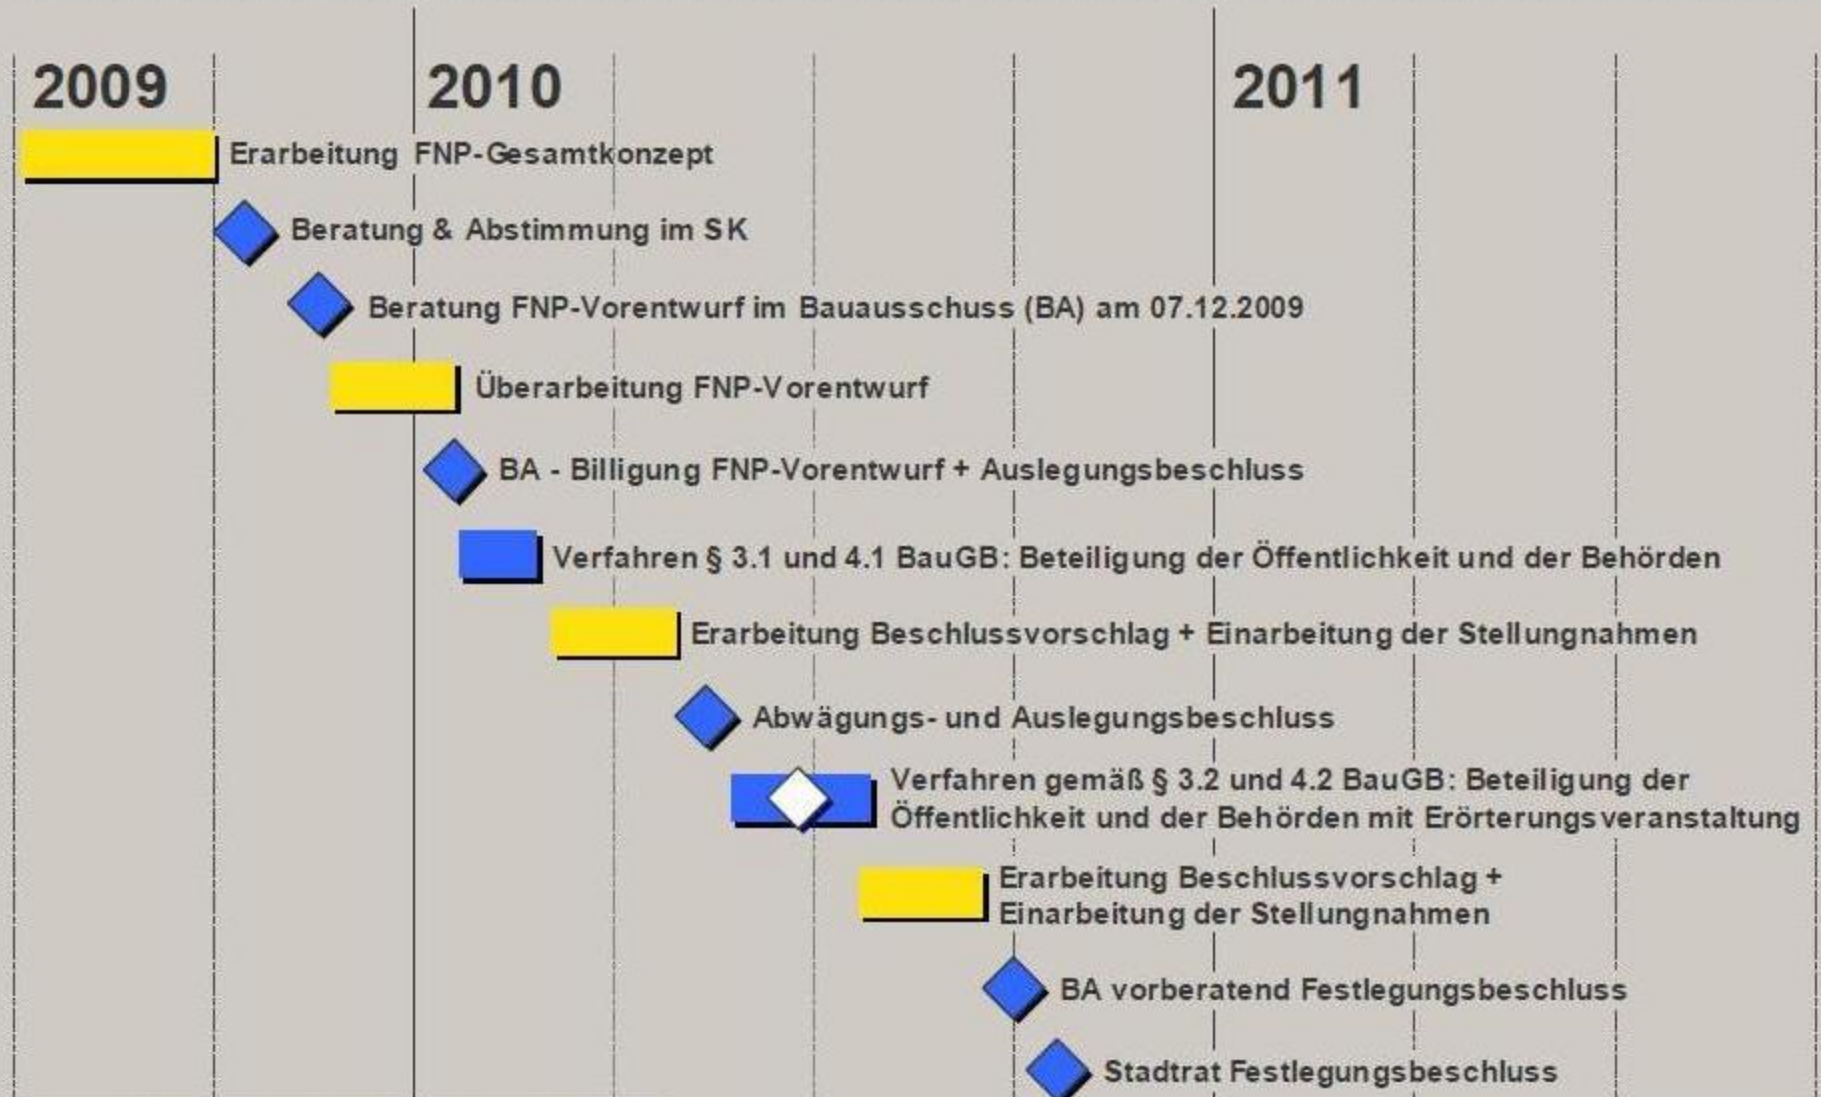 2009
2010
2011
Erarbeitung FNP-Gesamtkonzept
Beratung & Abstimmung im SK
Beratung FNP-Vorentwurf im Bauausschuss (BA) am 07.12.2009
Überarbeitung FNP-Vorentwurf
BA - Billigung FNP-Vorentwurf + Auslegungsbeschluss
Verfahren § 3.1 und 4.1 BauGB: Beteiligung der Öffentlichkeit und der Behörden
Erarbeitung Beschlussvorschlag + Einarbeitung der Stellungnahmen
Abwägungs- und Auslegungsbeschluss
Verfahren gemäß § 3.2 und 4.2 BauGB: Beteiligung der
Öffentlichkeit und der Behörden mit Erörterungsveranstaltung
Erarbeitung Beschlussvorschlag +
Einarbeitung der Stellungnahmen
BA vorberatend Festlegungsbeschluss
Stadtrat Festlegungsbeschluss